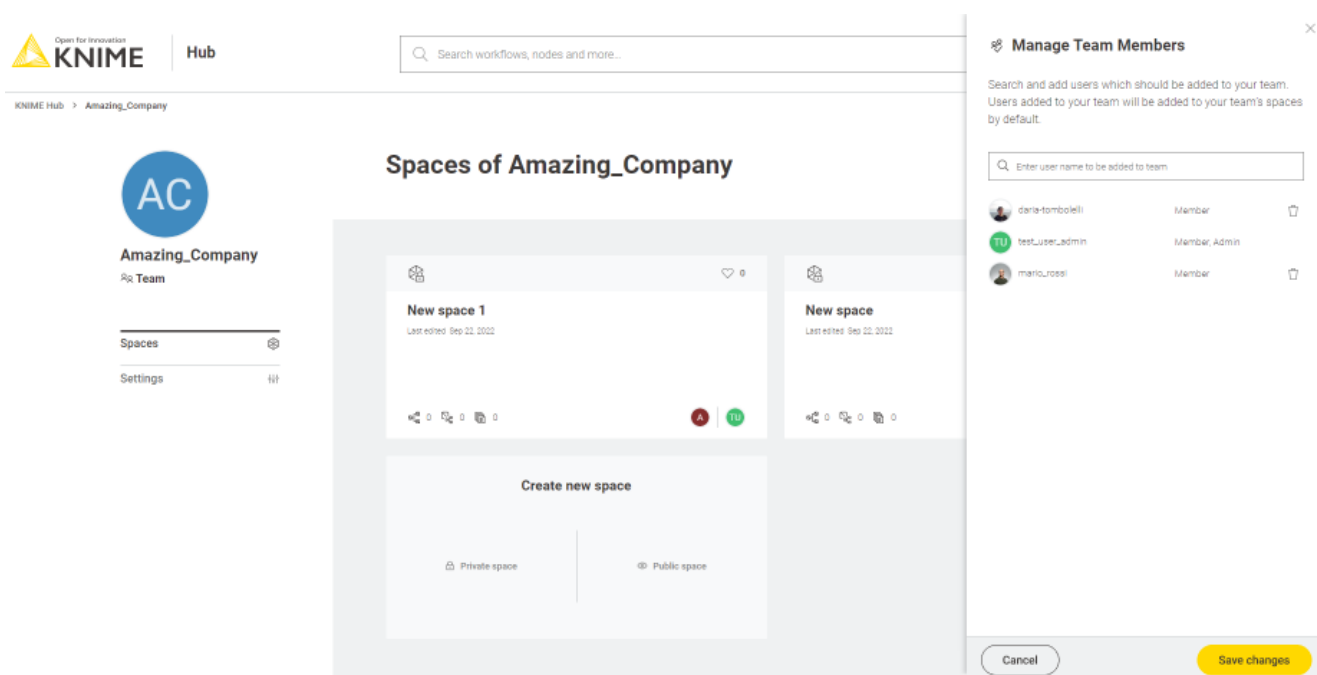 Open for Innovation
KNIME
Hub
Search workflows, nodes and more...
KNIME Hub > Amazing_Company
AC
Amazing_Company
Team
Spaces
Settings
Spaces of Amazing_Company
0
New space 1
Last edited Sep 22, 2022
0 0 0
A TU
New space
Last edited Sep 22, 2022
0 0 0
Create new space
Private space
Public space
Manage Team Members
Search and add users which should be added to your team.
Users added to your team will be added to your team's spaces
by default.
Enter user name to be added to team
daria-tombolelli Member
TU test_user_admin Member, Admin
mario_rossi Member
Cancel
Save changes